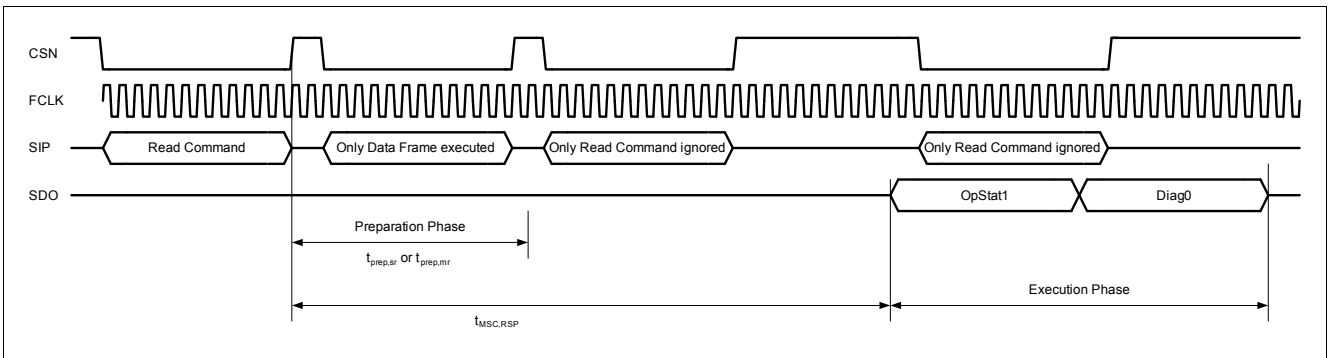 CSN
FCLK
SIP
Read Command
Only Data Frame executed
Only Read Command ignored
Only Read Command ignored
SDO
OpStat1
Diag0
Preparation Phase
tprep,sr or tprep,mr
Execution Phase
tMSC,RSP